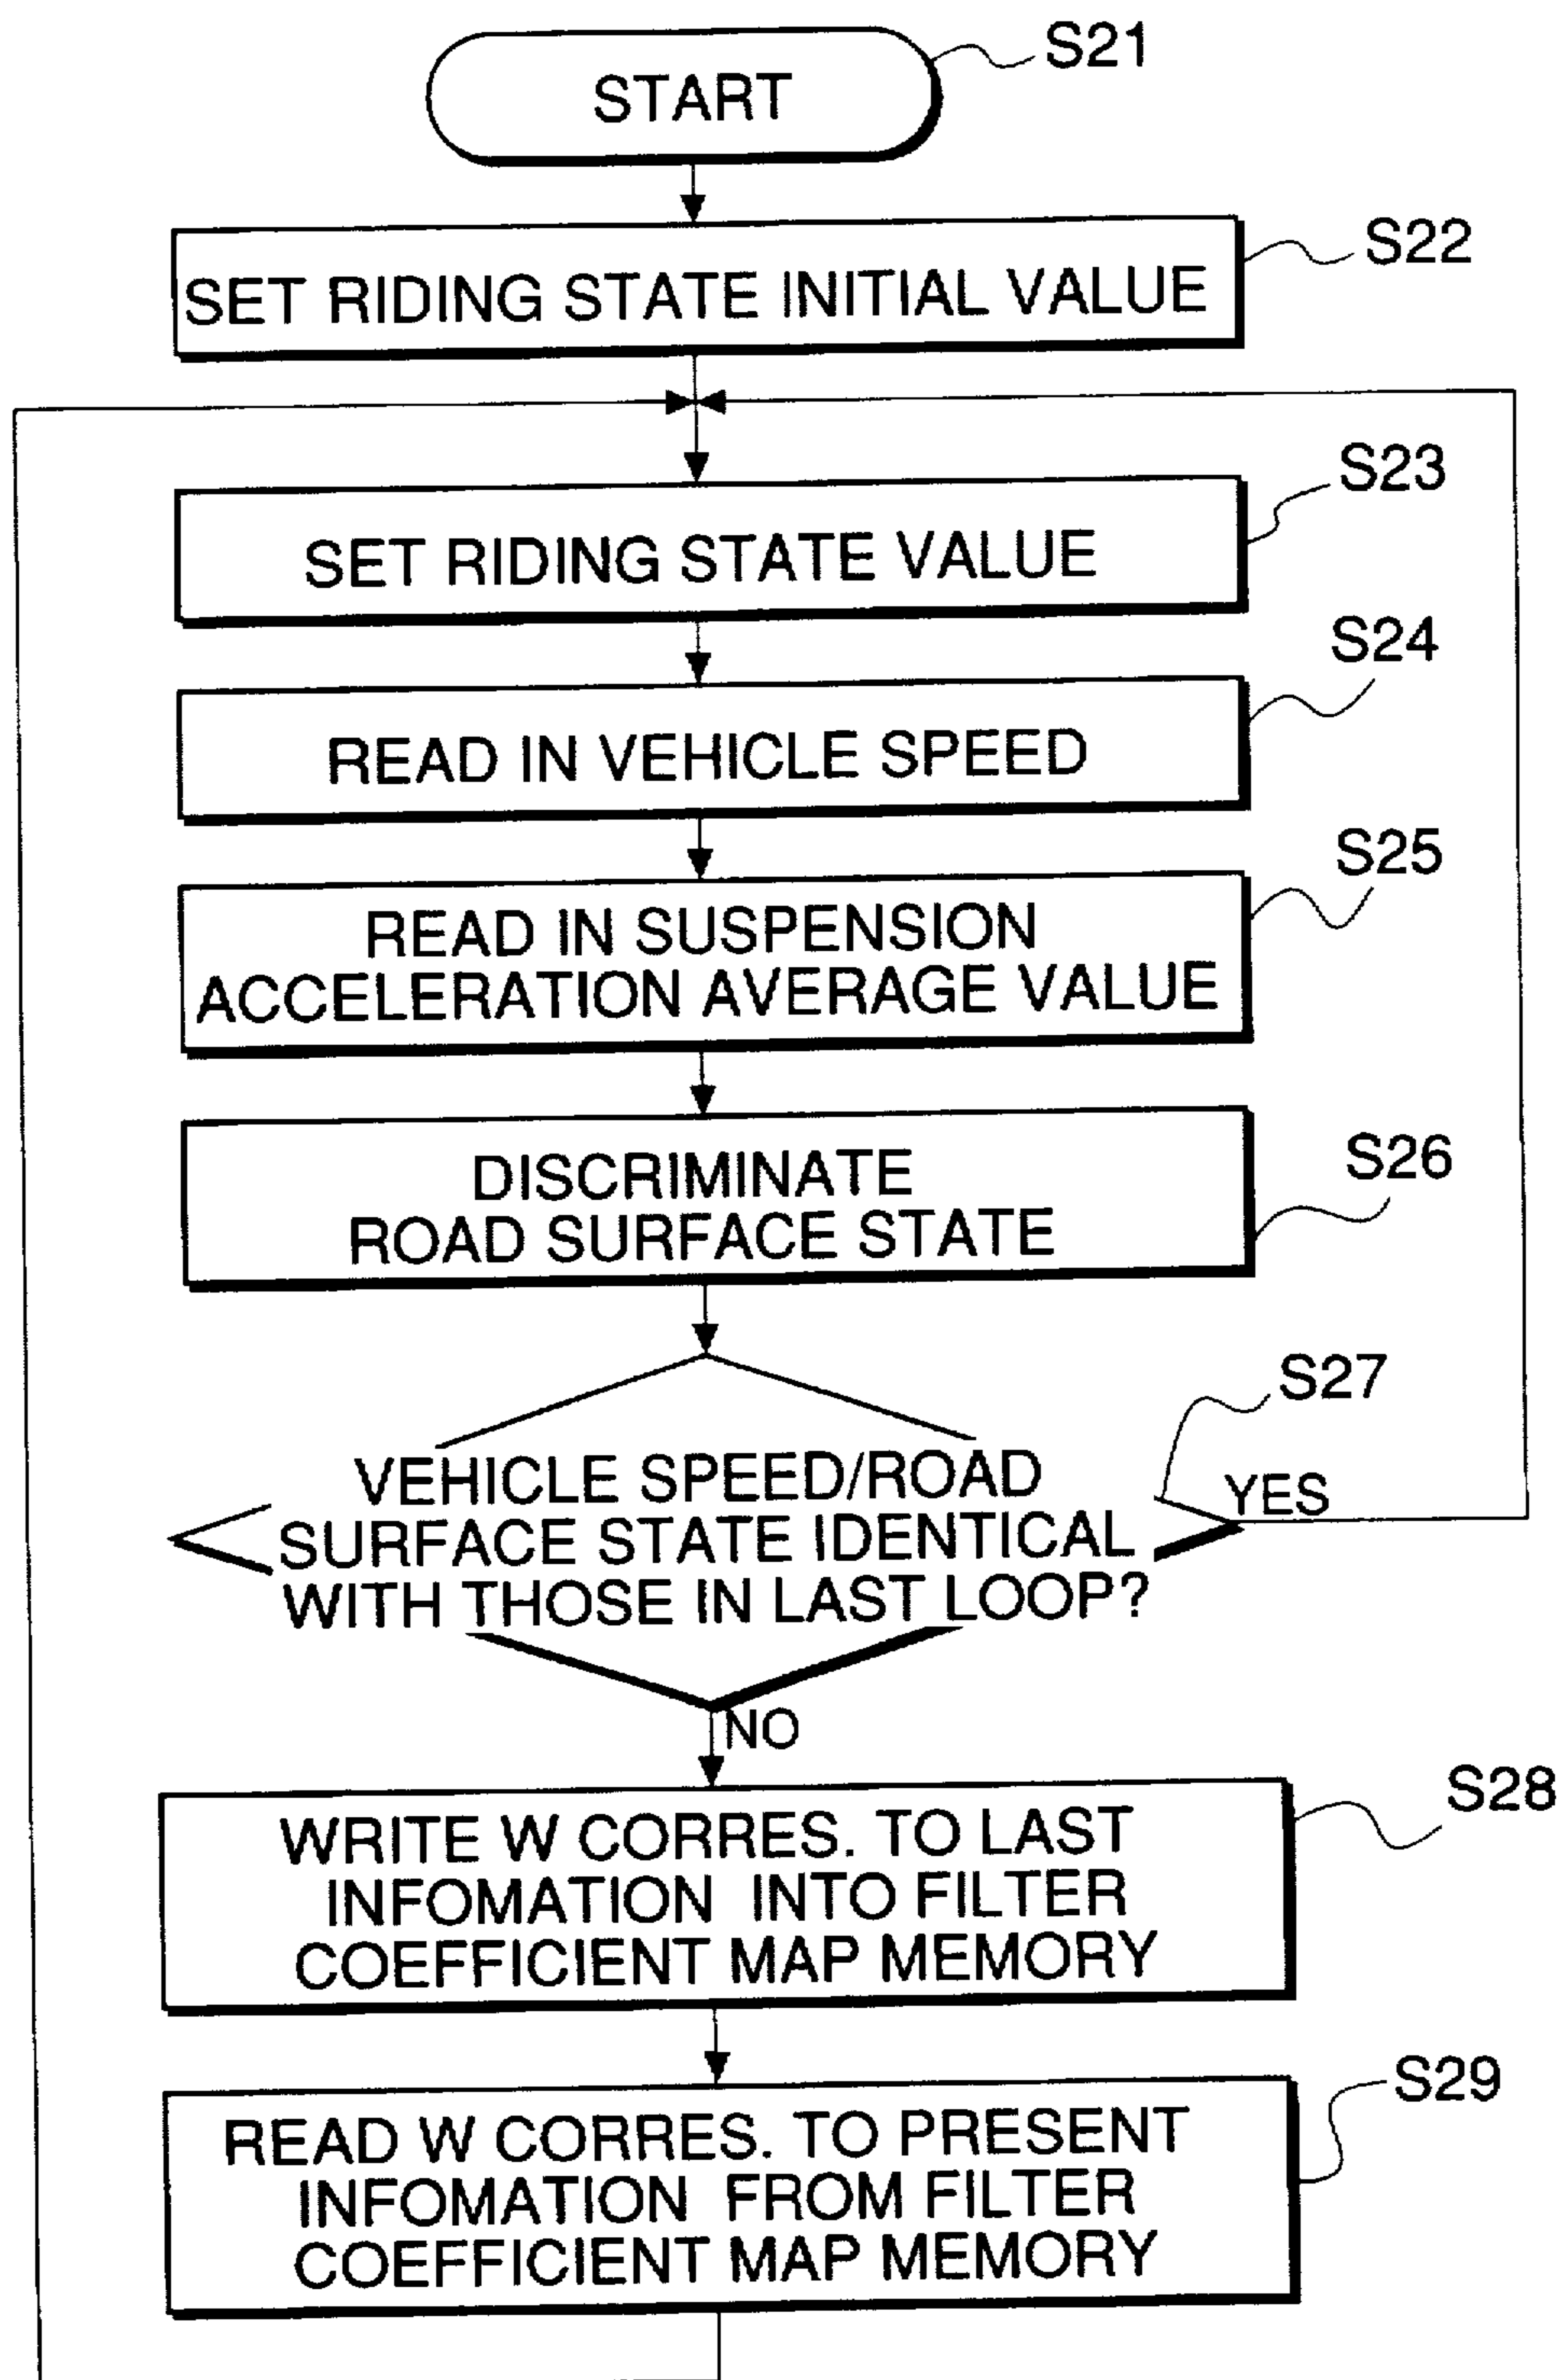 S21
START
S22
SET RIDING STATE INITIAL VALUE
S23
SET RIDING STATE VALUE
S24
READ IN VEHICLE SPEED
S25
READ IN SUSPENSION
ACCELERATION AVERAGE VALUE
S26
DISCRIMINATE
ROAD SURFACE STATE
S27
VEHICLE SPEED/ROAD
SURFACE STATE IDENTICAL
WITH THOSE IN LAST LOOP?
YES
NO
S28
WRITE W CORRES. TO LAST
INFOMATION INTO FILTER
COEFFICIENT MAP MEMORY
S29
READ W CORRES. TO PRESENT
INFOMATION FROM FILTER
COEFFICIENT MAP MEMORY